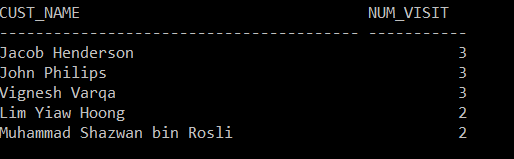 CUST_NAME NUM_VISIT
---------------------------------------- -----------
Jacob Henderson 3
John Philips 3
Vignesh Varqa 3
Lim Yiaw Hoong 2
Muhammad Shazwan bin Rosli 2